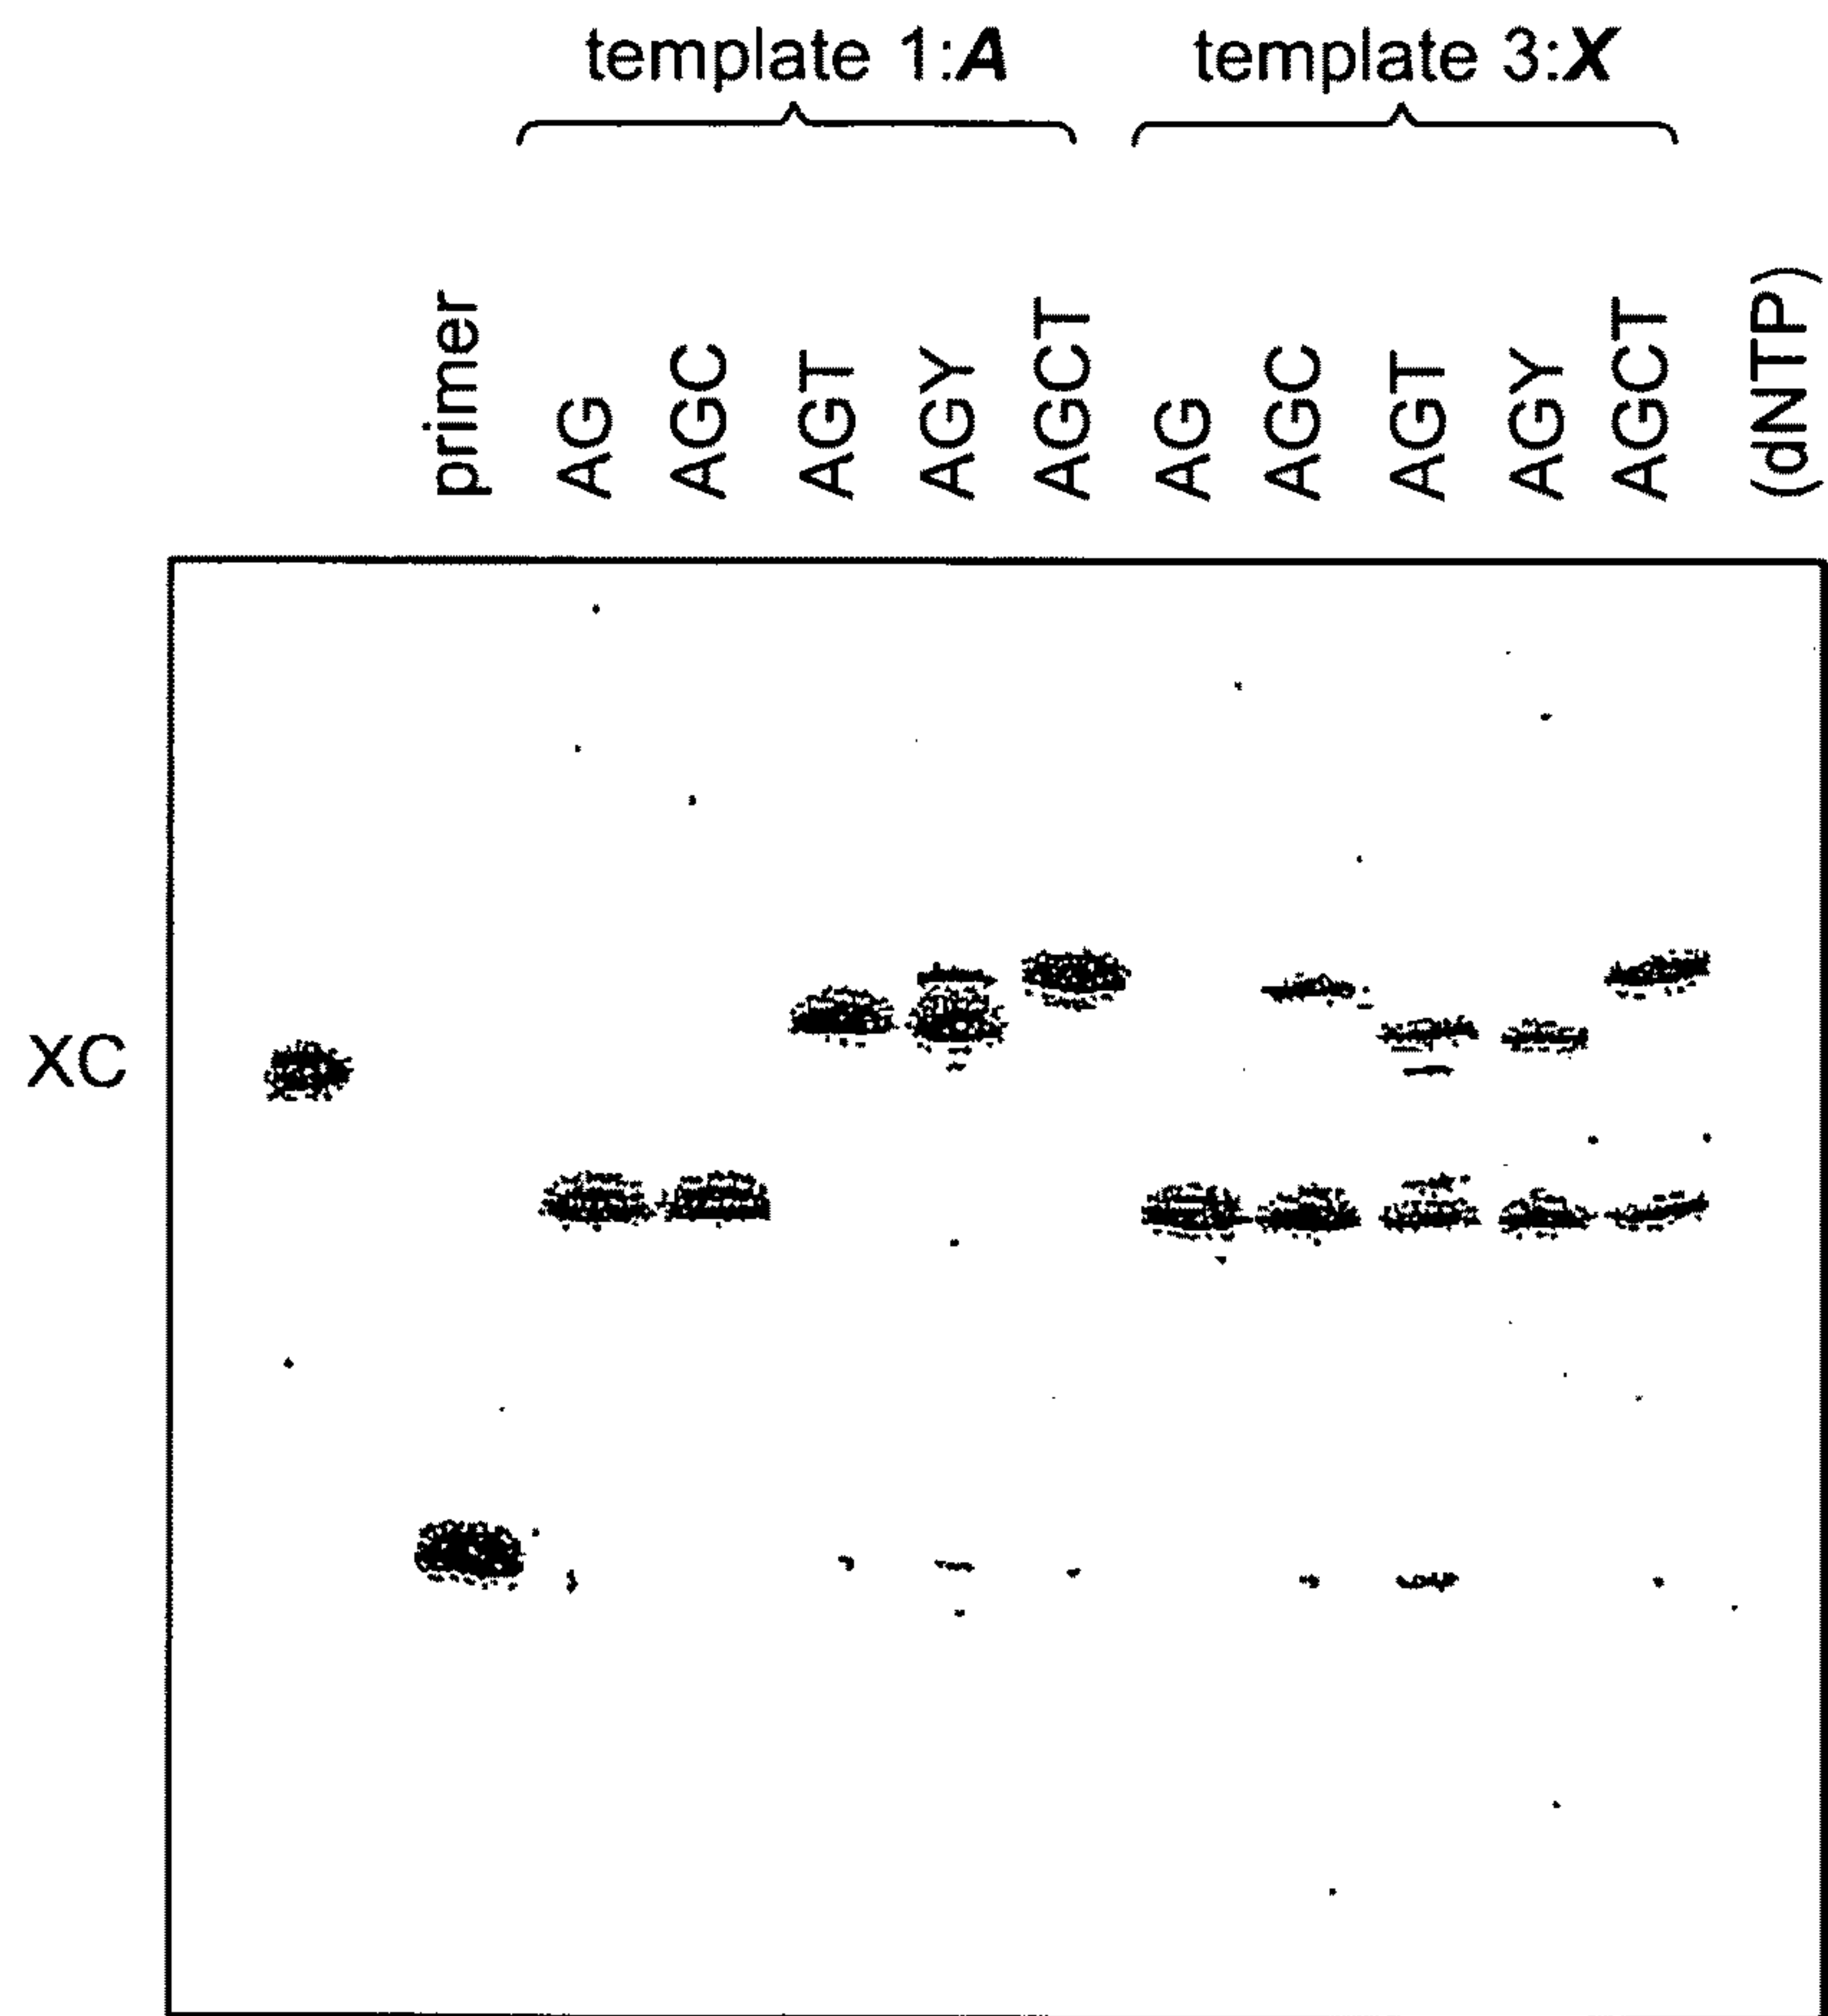 template 1:A
template 3:X
primer
AG
AGC
AGT
AGY
AGCT
AG
AGC
AGT
AGY
AGCT
(dNTP)
XC